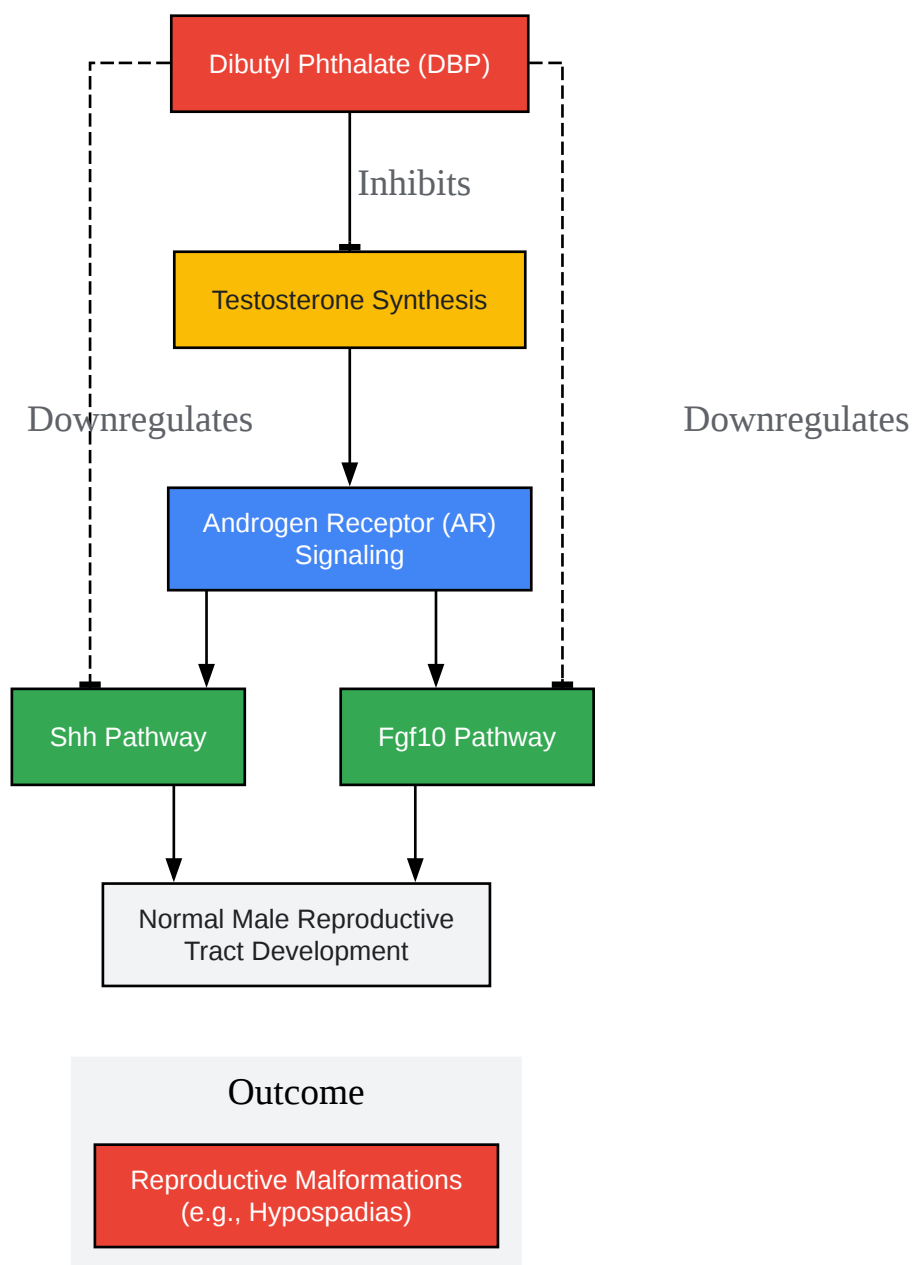 Dibutyl Phthalate (DBP)
Inhibits
Testosterone Synthesis
Downregulates
Downregulates
Androgen Receptor (AR)
Signaling
Shh Pathway
Fgf10 Pathway
Normal Male Reproductive
Tract Development
Outcome
Reproductive Malformations
(e.g., Hypospadias)